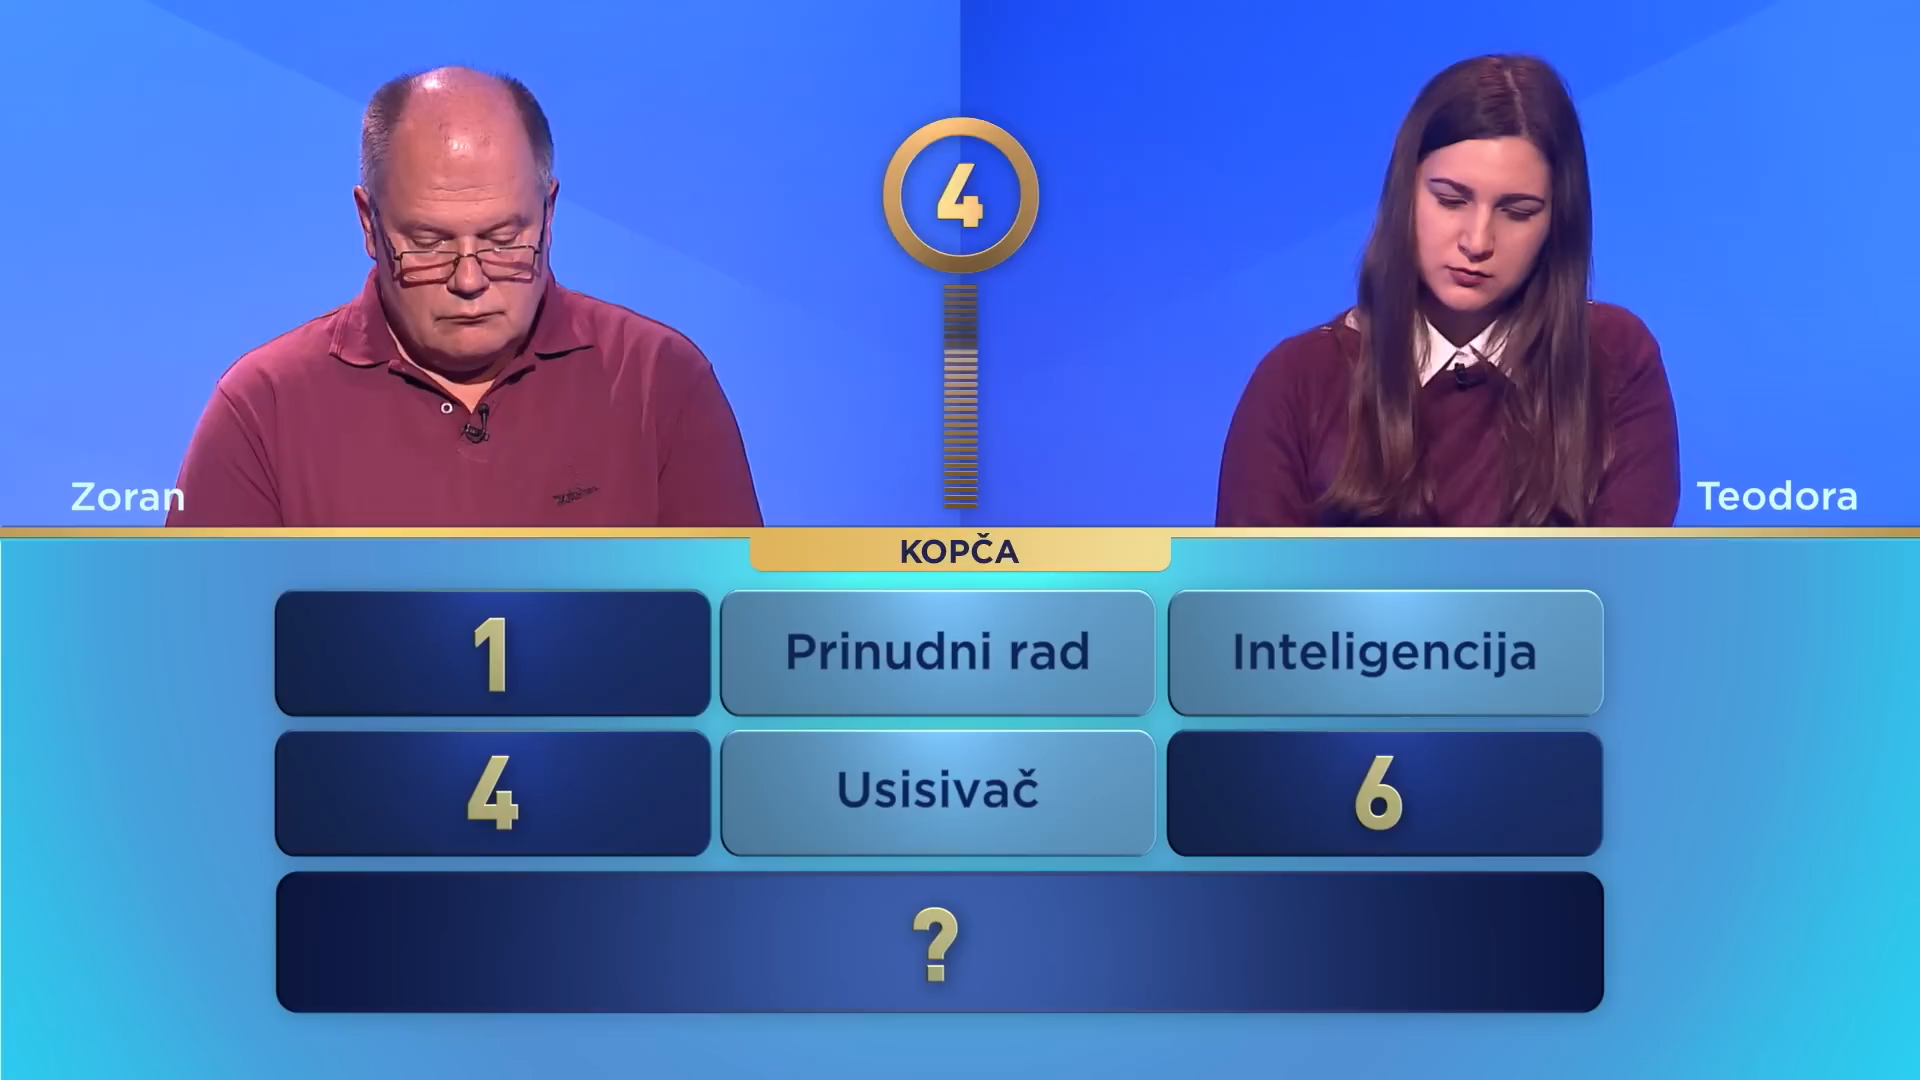 4
Zoran
Teodora
KOPČA
1
Prinudni rad
Inteligencija
4
Usisivač
6
?